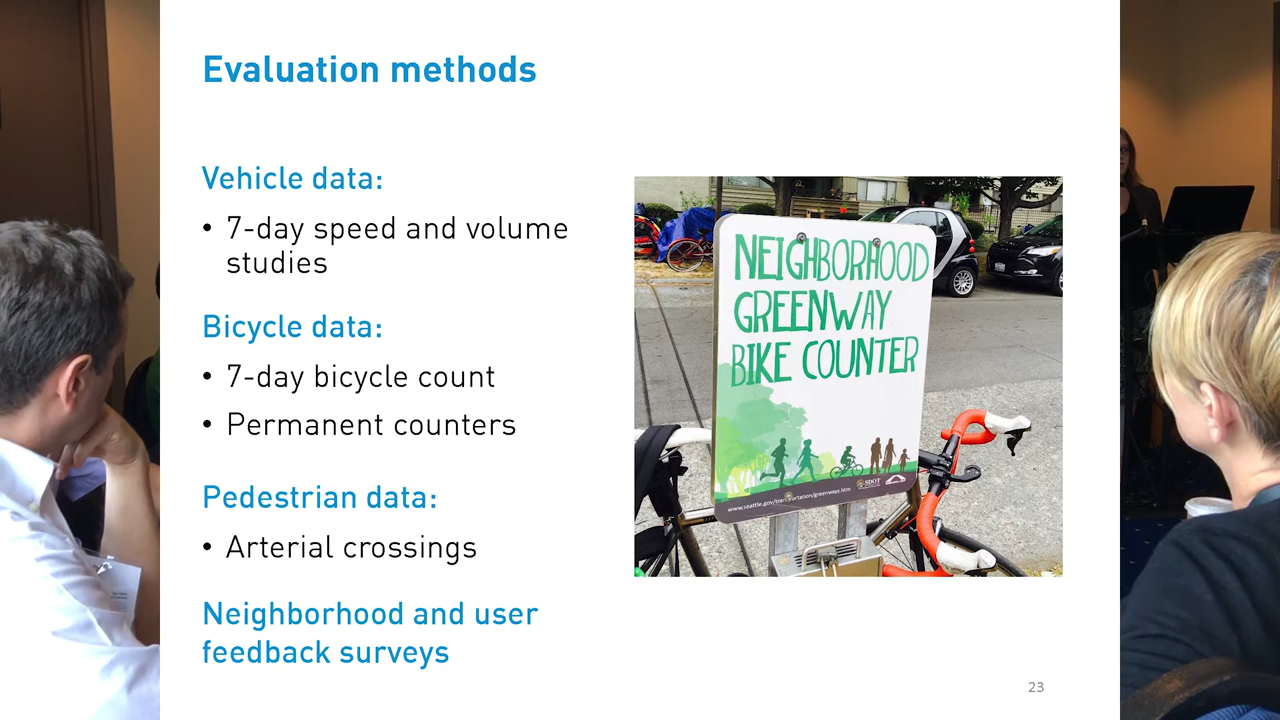 Evaluation methods
Vehicle data:
• 7-day speed and volume
studies
Bicycle data:
• 7-day bicycle count
• Permanent counters
Pedestrian data:
• Arterial crossings
Neighborhood and user
feedback surveys
NEIGHBORHOOD
GREENWAY
BIKE COUNTER
SDOT
www.seattle.gov/transportation/greenways.htm
23